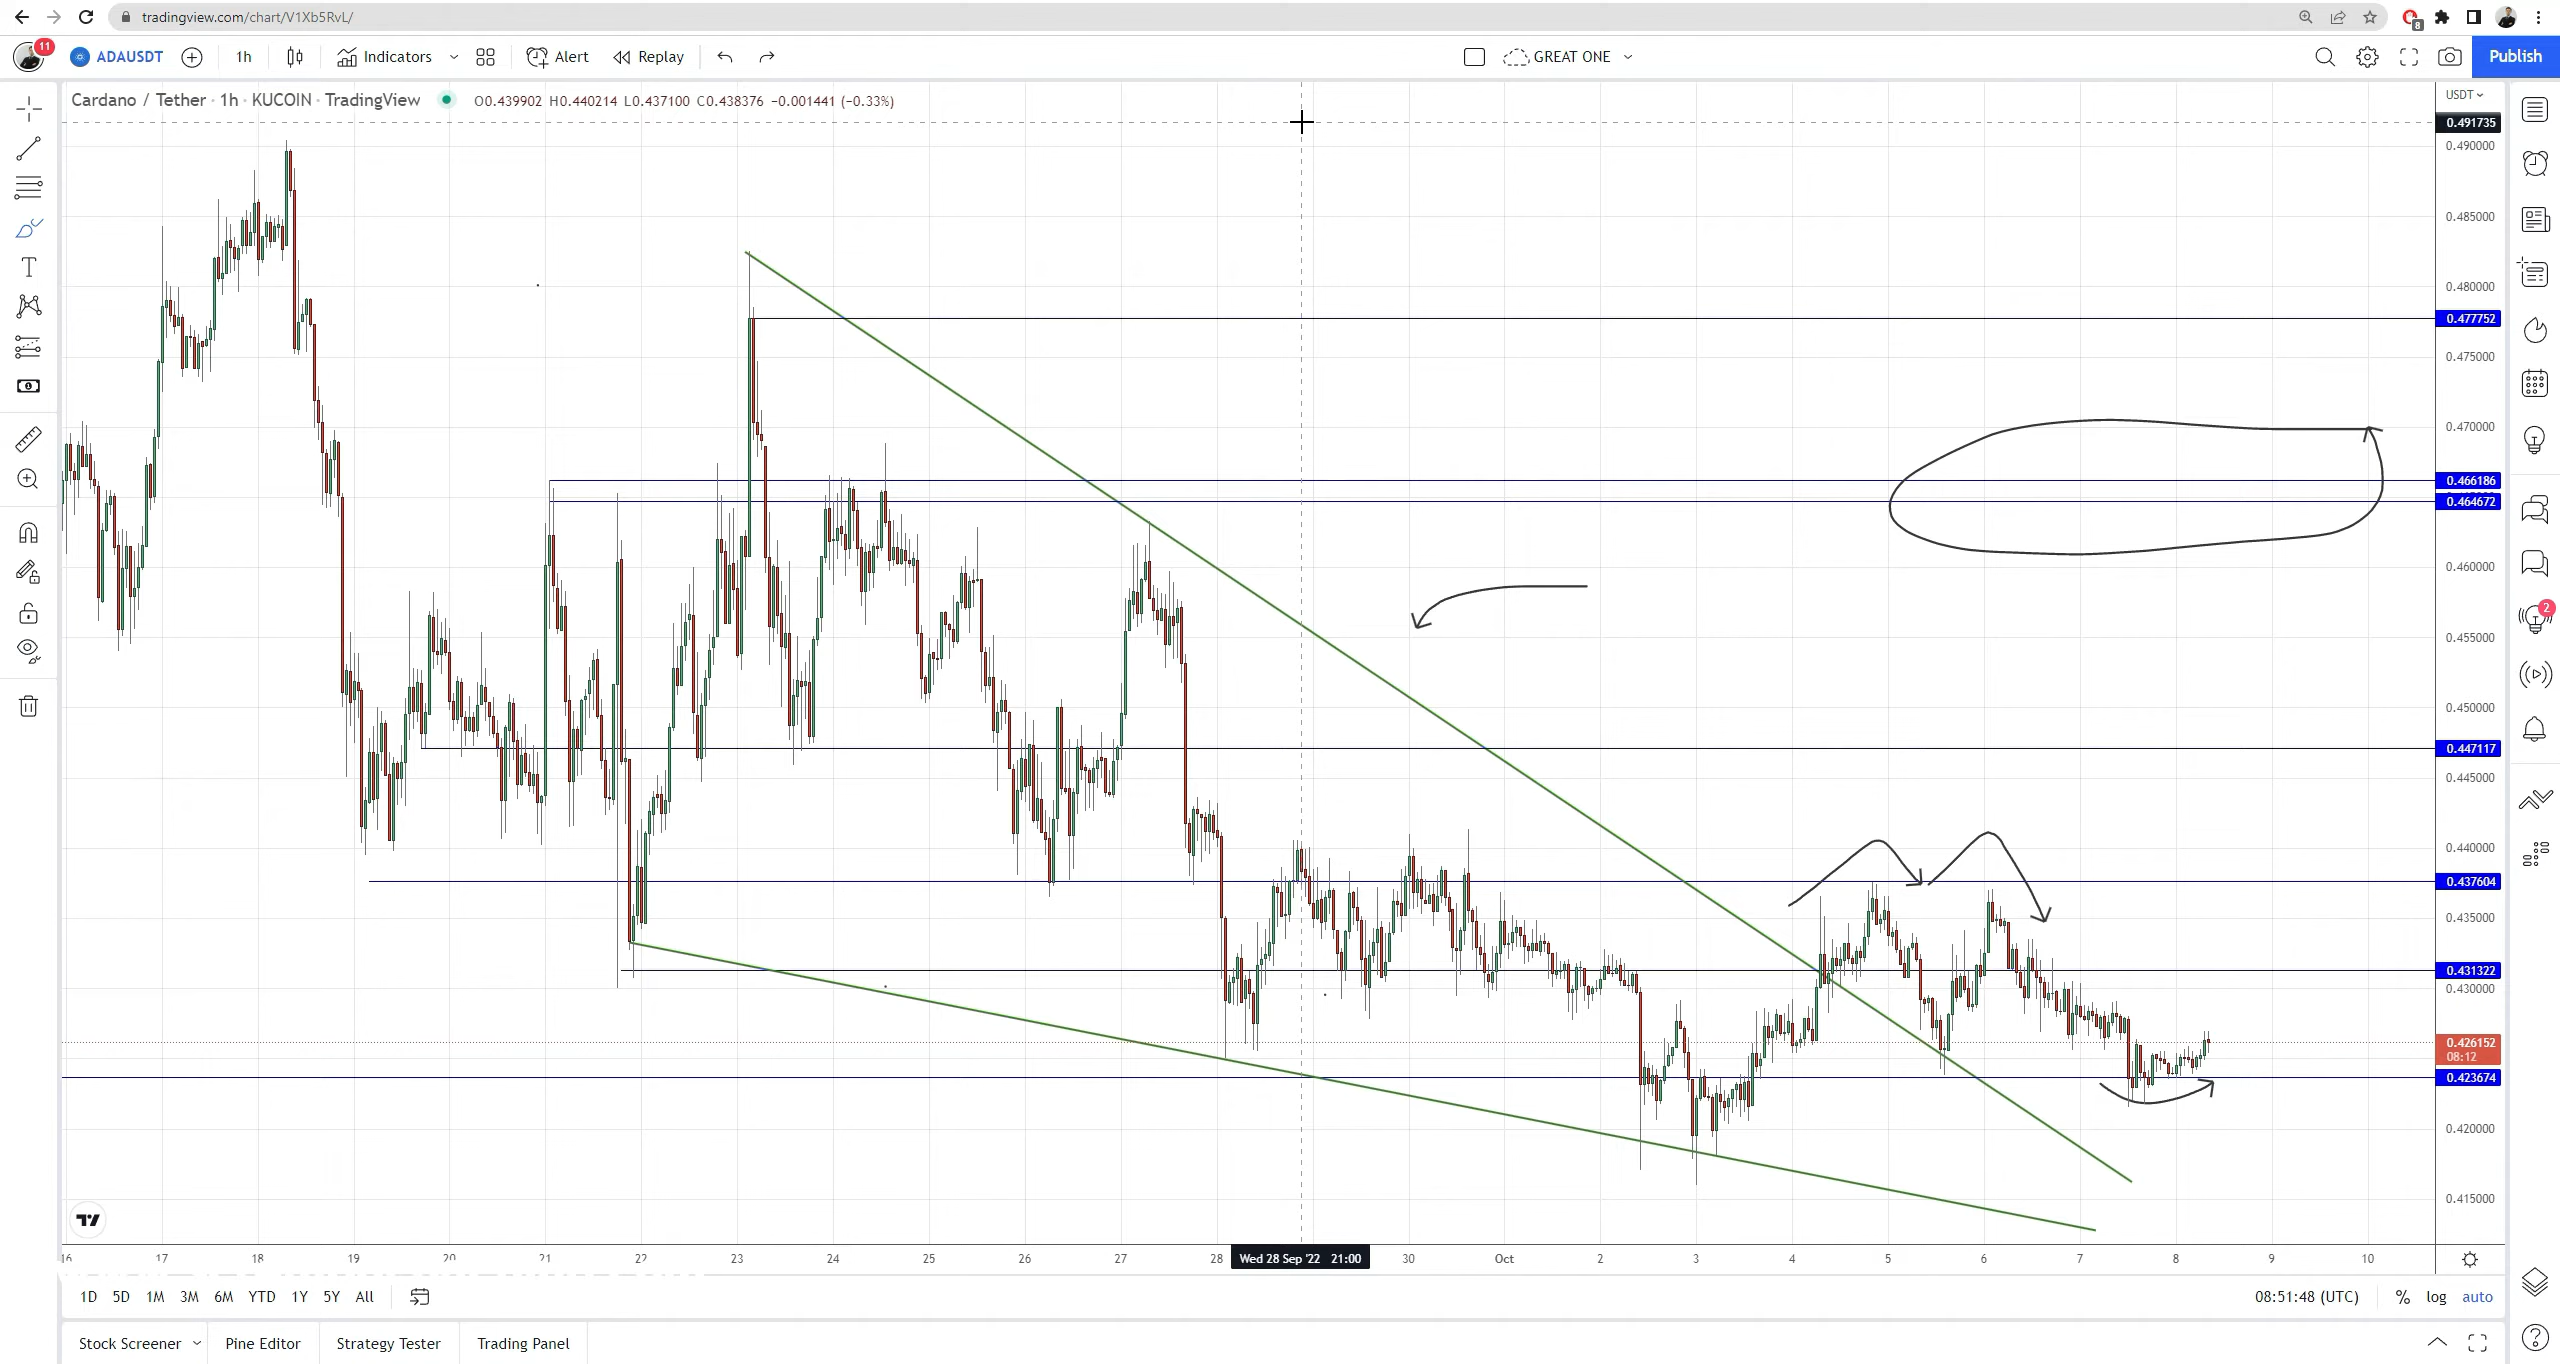 tradingview.com/chart/V1Xb5RvL/
8
11
ADAUSDT
1h
Indicators
Alert
Replay
GREAT ONE
Publish
Cardano / Tether · 1h · KUCOIN · TradingView O0.439902 H0.440214 L0.437100 C0.438376 −0.001441 (−0.33%)
USDT
0.491735
0.490000
0.485000
0.480000
0.477752
0.475000
0.470000
0.466186
0.464672
0.460000
0.455000
0.450000
0.447117
0.445000
0.440000
0.437604
0.435000
0.431322
0.430000
0.426152
08:12
0.423674
0.420000
0.415000
2
16 17 18 19 20 21 22 23 24 25 26 27 28 Wed 28 Sep '22 21:00 30 Oct 2 3 4 5 6 7 8 9 10
1D 5D 1M 3M 6M YTD 1Y 5Y All
08:51:48 (UTC) % log auto
Stock Screener Pine Editor Strategy Tester Trading Panel